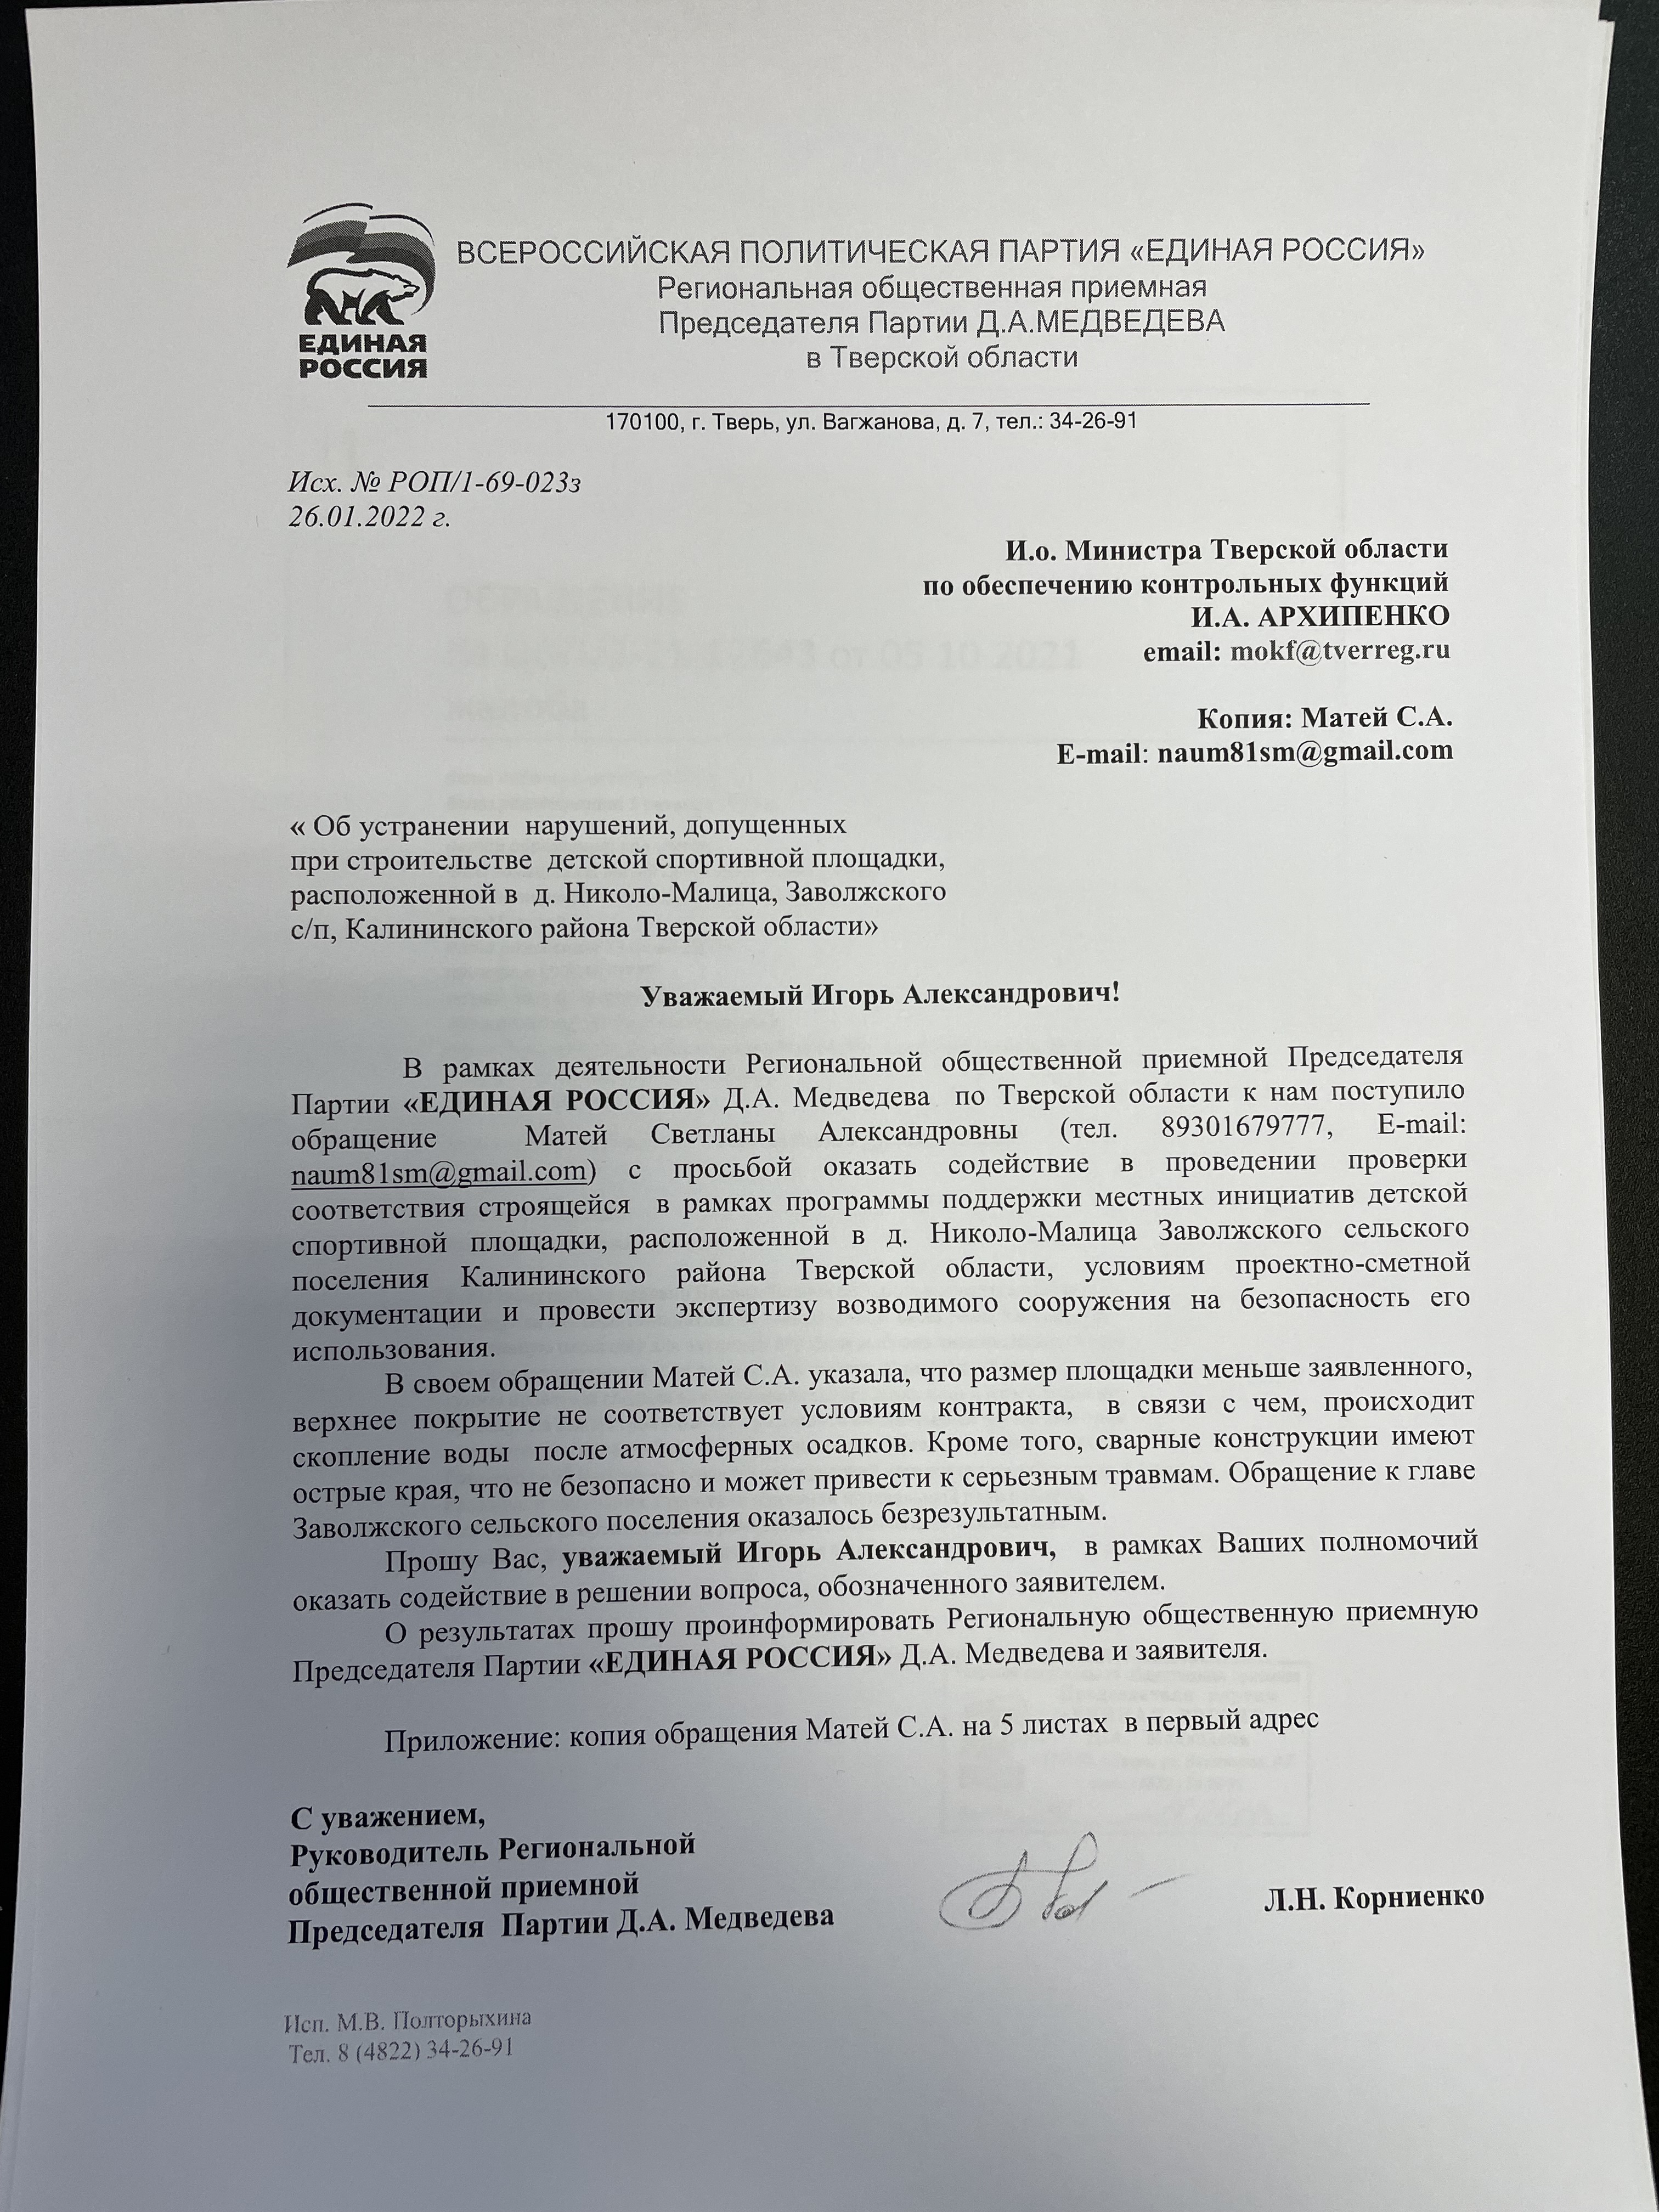 ЕДИНАЯ
РОССИЯ
ВСЕРОССИЙСКАЯ ПОЛИТИЧЕСКАЯ ПАРТИЯ «ЕДИНАЯ РОССИЯ»
Региональная общественная приемная
Председателя Партии Д.А.МЕДВЕДЕВА
в Тверской области
170100, г. Тверь, ул. Вагжанова, д. 7, тел.: 34-26-91
Исх. № РОП/1-69-023з
26.01.2022 г.
И.о. Министра Тверской области
по обеспечению контрольных функций
И.А. АРХИПЕНКО
email: mokf@tverreg.ru
Копия: Матей С.А.
E-mail: naum81sm@gmail.com
« Об устранении нарушений, допущенных
при строительстве детской спортивной площадки,
расположенной в д. Николо-Малица, Заволжского
с/п, Калининского района Тверской области»
Уважаемый Игорь Александрович!
В рамках деятельности Региональной общественной приемной Председателя
Партии «ЕДИНАЯ РОССИЯ» Д.А. Медведева по Тверской области к нам поступило
обращение Матей Светланы Александровны (тел. 89301679777, E-mail:
naum81sm@gmail.com) с просьбой оказать содействие в проведении проверки
соответствия строящейся в рамках программы поддержки местных инициатив детской
спортивной площадки, расположенной в д. Николо-Малица Заволжского сельского
поселения Калининского района Тверской области, условиям проектно-сметной
документации и провести экспертизу возводимого сооружения на безопасность его
использования.
В своем обращении Матей С.А. указала, что размер площадки меньше заявленного,
верхнее покрытие не соответствует условиям контракта, в связи с чем, происходит
скопление воды после атмосферных осадков. Кроме того, сварные конструкции имеют
острые края, что не безопасно и может привести к серьезным травмам. Обращение к главе
Заволжского сельского поселения оказалось безрезультатным.
Прошу Вас, уважаемый Игорь Александрович, в рамках Ваших полномочий
оказать содействие в решении вопроса, обозначенного заявителем.
О результатах прошу проинформировать Региональную общественную приемную
Председателя Партии «ЕДИНАЯ РОССИЯ» Д.А. Медведева и заявителя.
Приложение: копия обращения Матей С.А. на 5 листах в первый адрес
С уважением,
Руководитель Региональной
общественной приемной
Председателя Партии Д.А. Медведева
Л.Н. Корниенко
Исп. М.В. Полторыхина
Тел. 8 (4822) 34-26-91